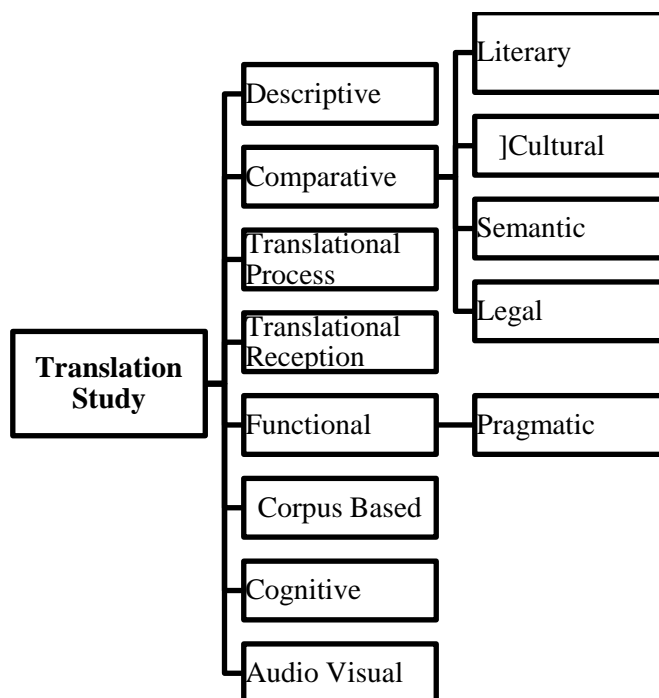 Translation
Study
Descriptive
Comparative
Translational
Process
Translational
Reception
Functional
Corpus Based
Cognitive
Audio Visual
Literary
]Cultural
Semantic
Legal
Pragmatic